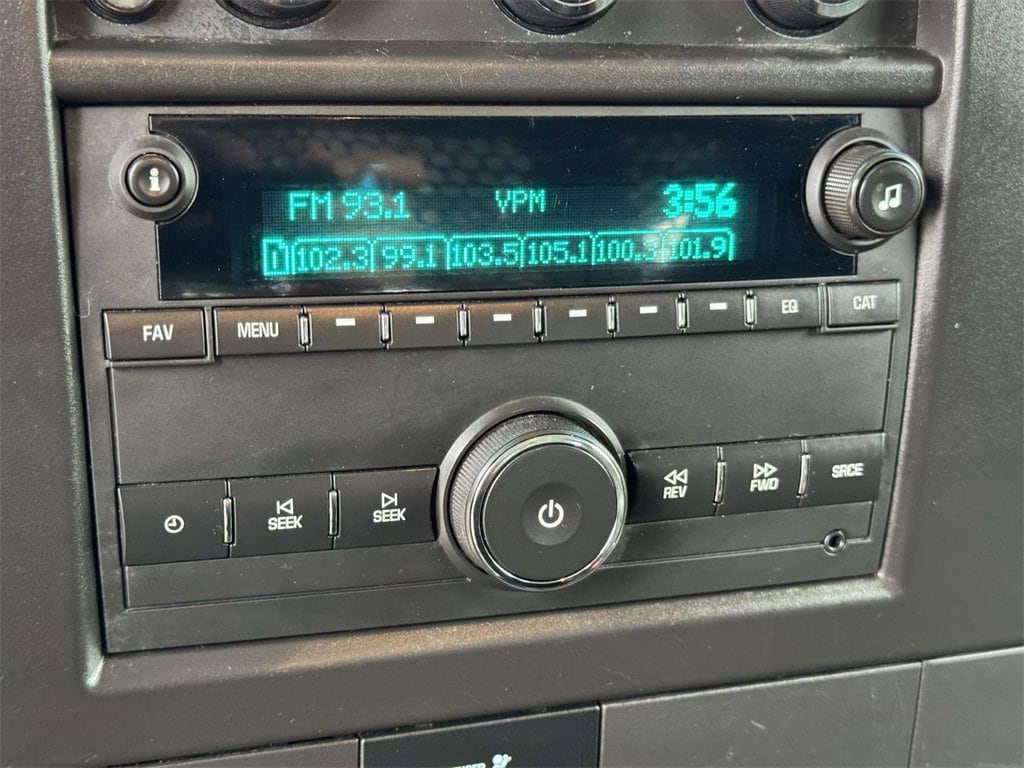 FM 93.1 VPM 3:56
102.3 99.1 103.5 105.1 100.3 101.9
FAV MENU EQ CAT
SEEK SEEK REV FWD SRCE